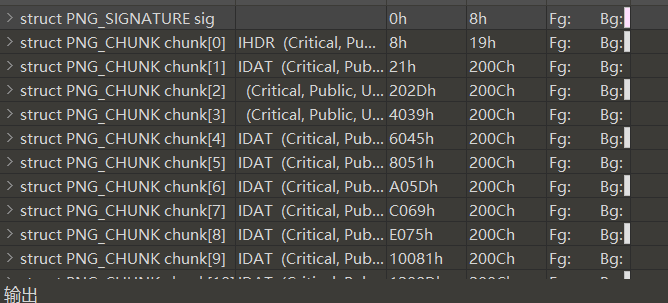 struct PNG_SIGNATURE sig 0h 8h Fg: Bg:
struct PNG_CHUNK chunk[0] IHDR (Critical, Pu... 8h 19h Fg: Bg:
struct PNG_CHUNK chunk[1] IDAT (Critical, Pub... 21h 200Ch Fg: Bg:
struct PNG_CHUNK chunk[2] (Critical, Public, U... 202Dh 200Ch Fg: Bg:
struct PNG_CHUNK chunk[3] (Critical, Public, U... 4039h 200Ch Fg: Bg:
struct PNG_CHUNK chunk[4] IDAT (Critical, Pub... 6045h 200Ch Fg: Bg:
struct PNG_CHUNK chunk[5] IDAT (Critical, Pub... 8051h 200Ch Fg: Bg:
struct PNG_CHUNK chunk[6] IDAT (Critical, Pub... A05Dh 200Ch Fg: Bg:
struct PNG_CHUNK chunk[7] IDAT (Critical, Pub... C069h 200Ch Fg: Bg:
struct PNG_CHUNK chunk[8] IDAT (Critical, Pub... E075h 200Ch Fg: Bg:
struct PNG_CHUNK chunk[9] IDAT (Critical, Pub... 10081h 200Ch Fg: Bg:
输出